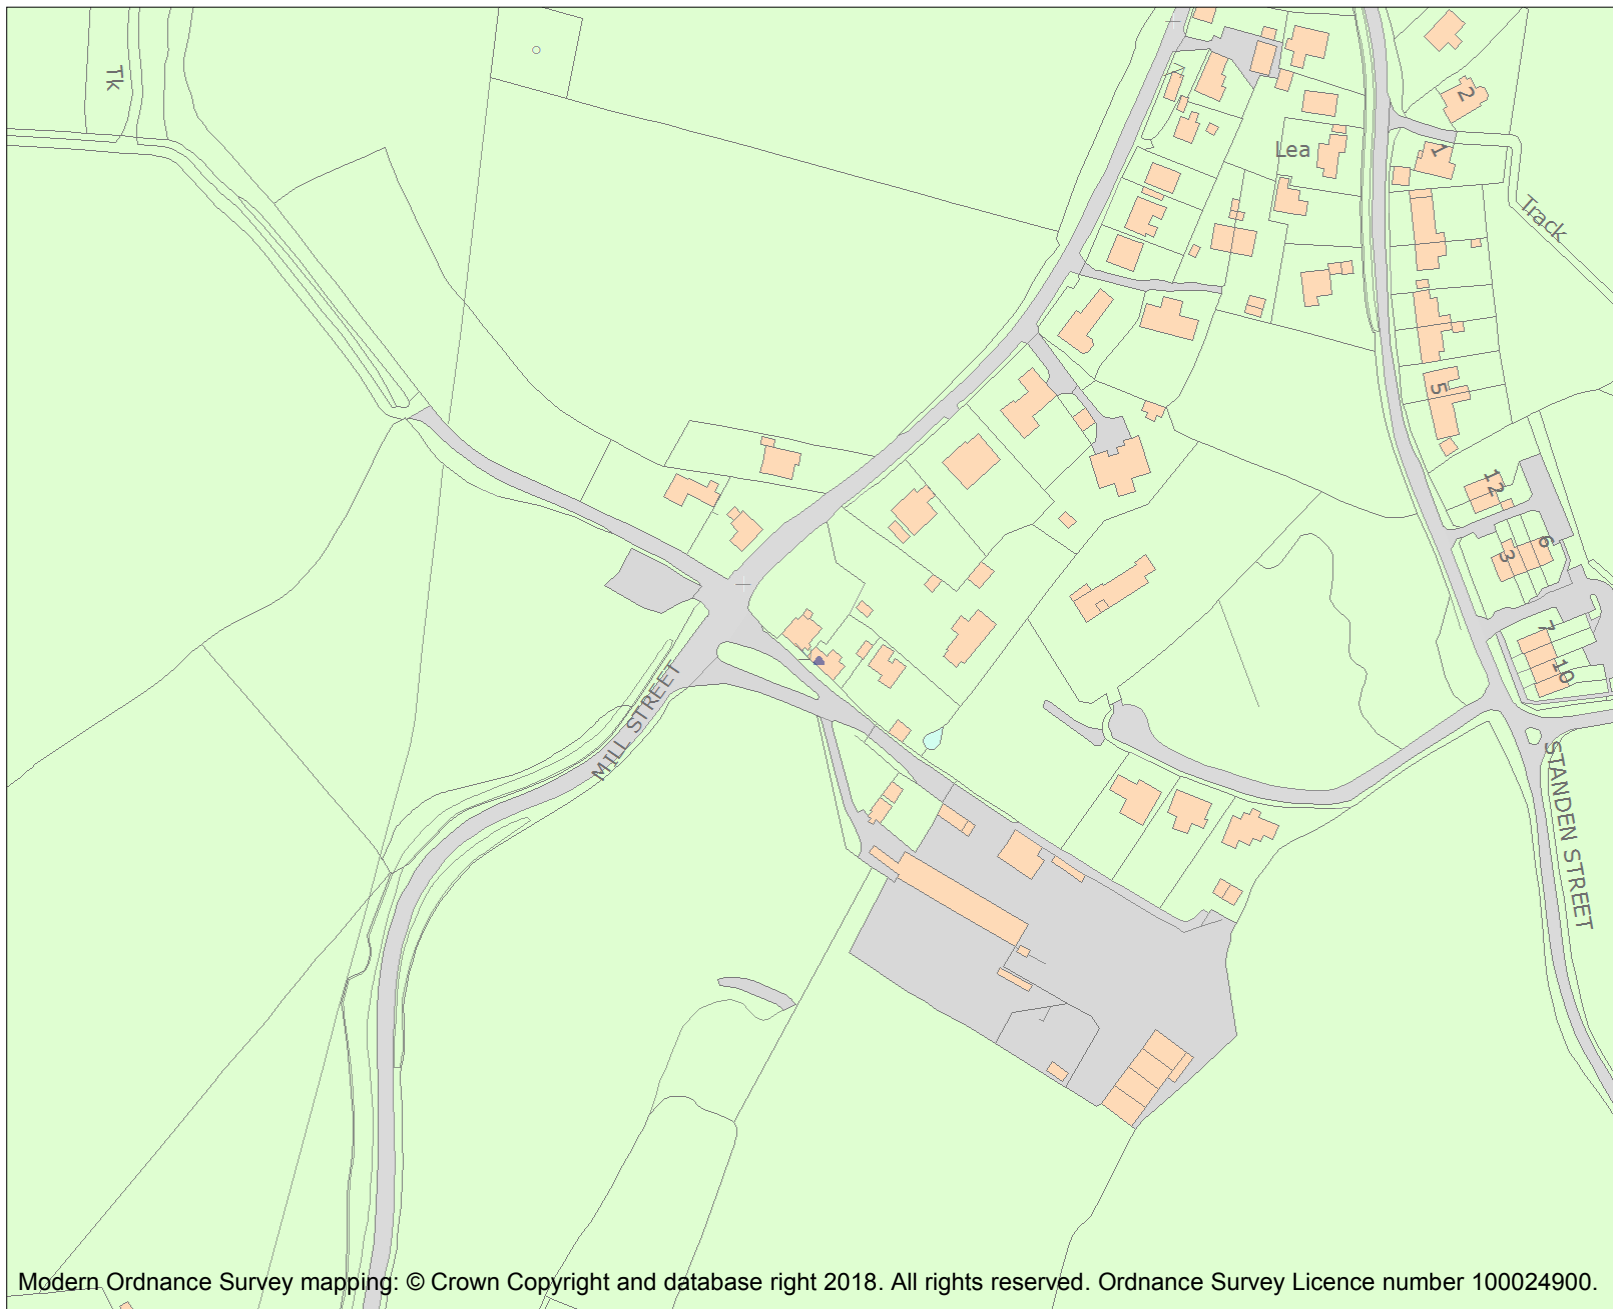 Tk
2
Lea
1
Track
5
12
6
3
7
10
MILL STREET
STANDEN STREET
Modern Ordnance Survey mapping: © Crown Copyright and database right 2018. All rights reserved. Ordnance Survey Licence number 100024900.